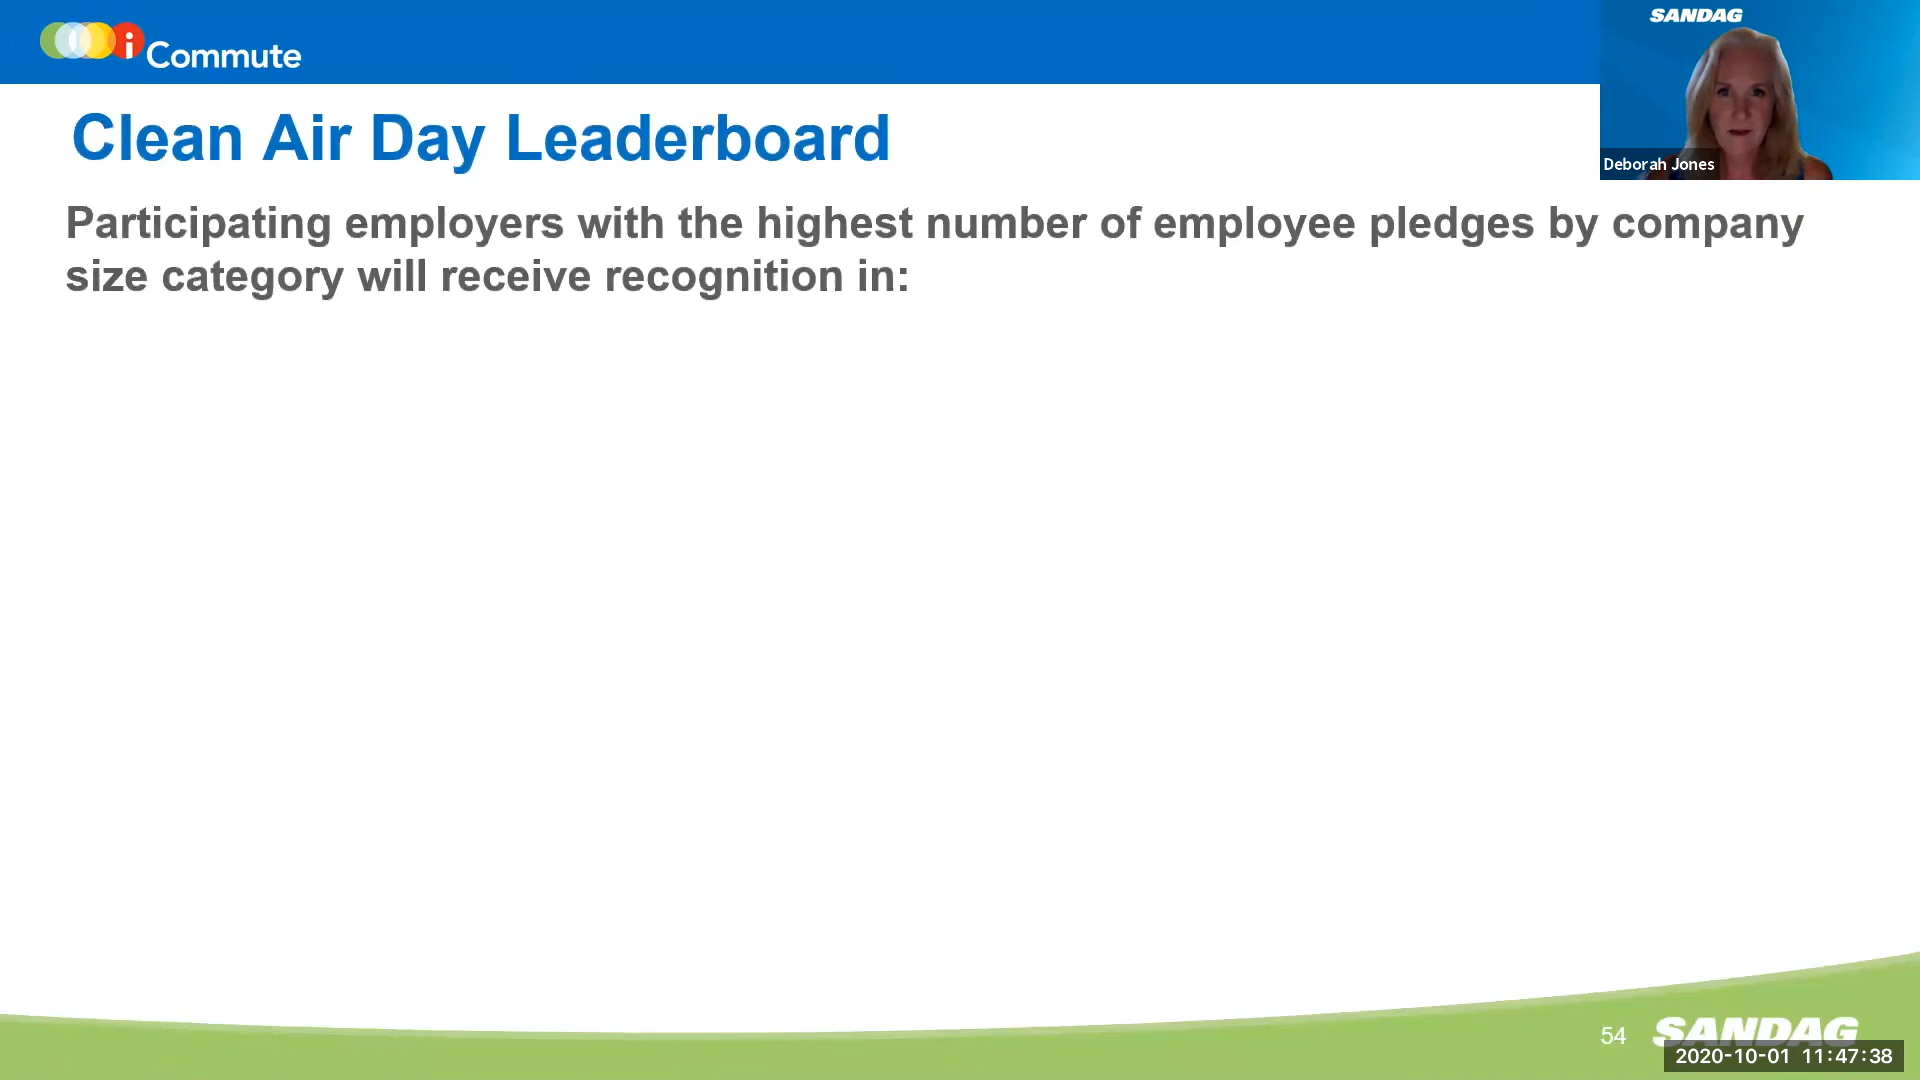 i Commute
SANDAG
Deborah Jones
Clean Air Day Leaderboard
Participating employers with the highest number of employee pledges by company
size category will receive recognition in:
54
SANDAG
2020-10-01 11:47:38